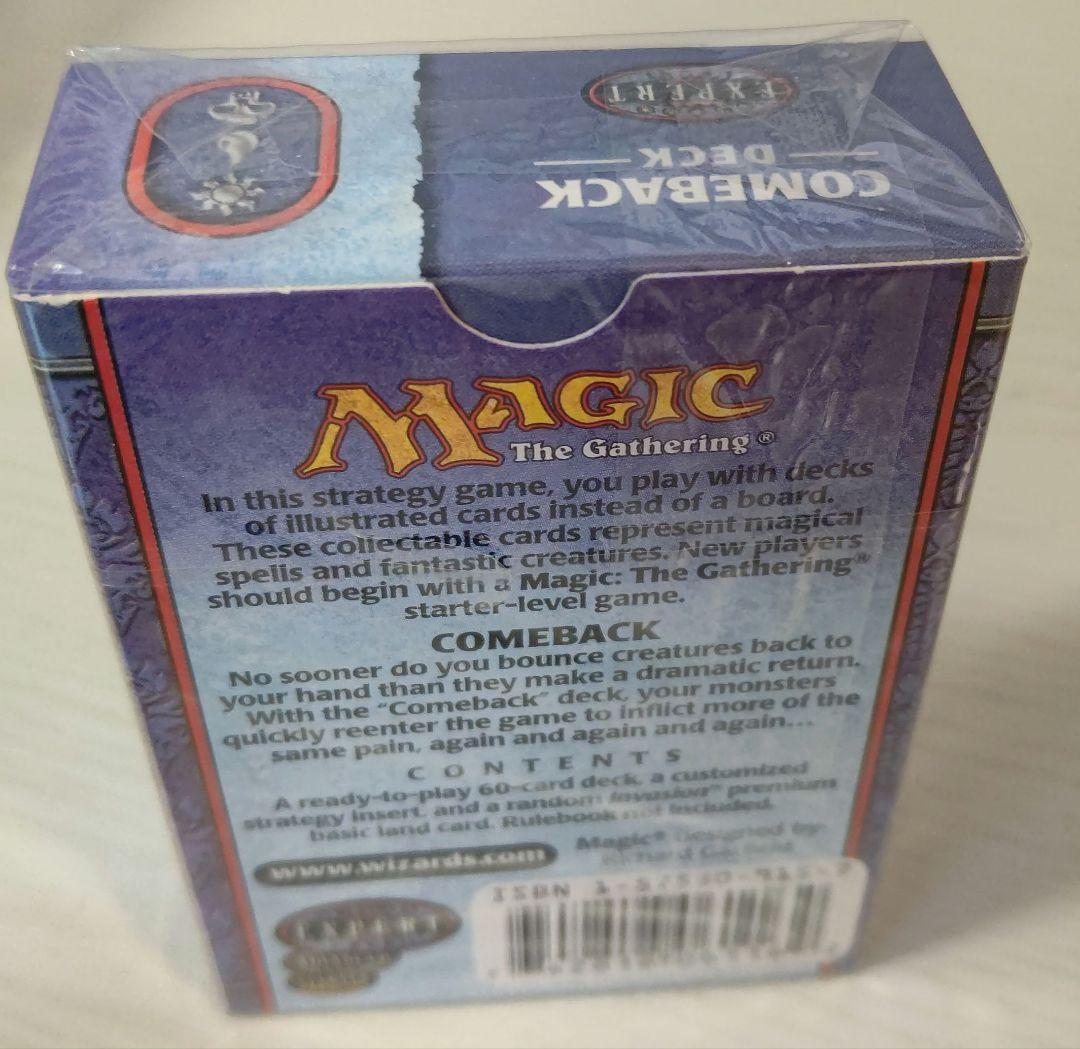 EXPERT
COMEBACK
DECK
MAGIC
The Gathering®
In this strategy game, you play with decks
of illustrated cards instead of a board.
These collectable cards represent magical
spells and fantastic creatures. New players
should begin with a Magic: The Gathering®
starter-level game.
COMEBACK
No sooner do you bounce creatures back to
your hand than they make a dramatic return.
With the "Comeback" deck, your monsters
quickly reenter the game to inflict more of the
same pain, again and again and again...
CONTENTS
A ready-to-play 60-card deck, a customized
strategy insert, and a random Invasion™ premium
basic land card. Rulebook not included.
Magic® designed by
www.wizards.com
EXPERT
ISBN